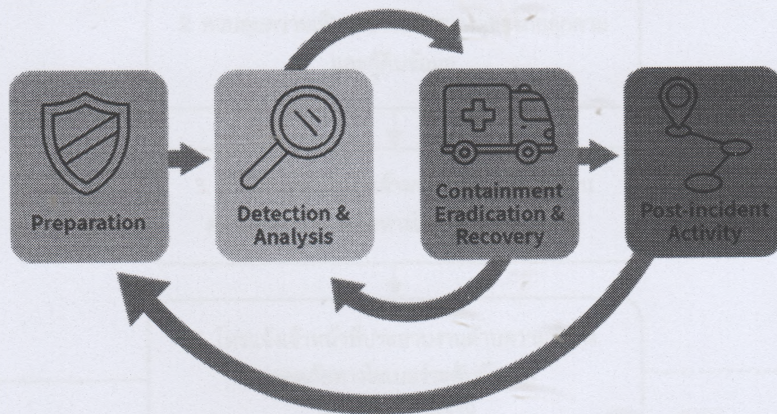 Preparation
Detection &
Analysis
Containment
Eradication &
Recovery
Post-incident
Activity